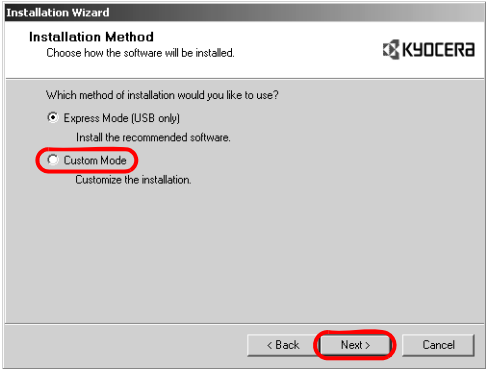 Installation Wizard
Installation Method
Choose how the software will be installed.
KYOCERA
Which method of installation would you like to use?
Express Mode (USB only)
Install the recommended software.
Custom Mode
Customize the installation.
< Back Next > Cancel